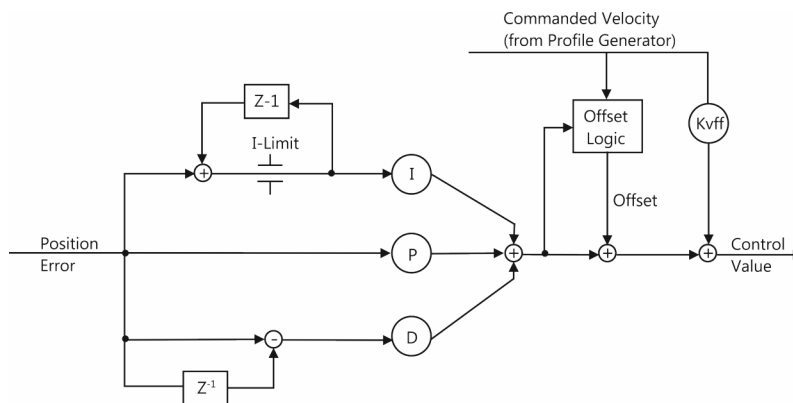 Commanded Velocity
(from Profile Generator)
Z-1
I-Limit
Offset
Logic
Kvff
+
I
Offset
Position
Error
P
+
+
+
Control
Value
-
D
Z-1